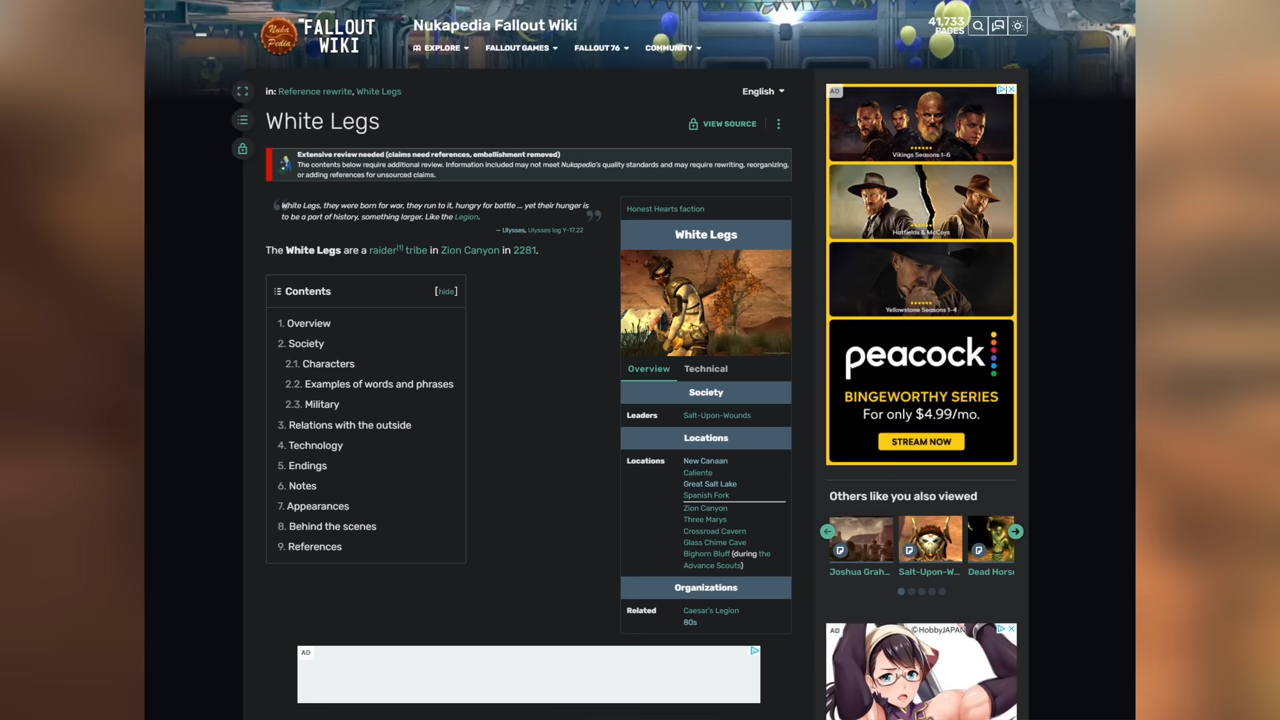 Nuka
Pedia
FALLOUT
WIKI
Nukapedia Fallout Wiki
EXPLORE
FALLOUT GAMES
FALLOUT 76
COMMUNITY
41,733
PAGES
in: Reference rewrite, White Legs
English
White Legs
VIEW SOURCE
Extensive review needed (claims need references, embellishment removed)
The contents below require additional review. Information included may not meet Nukapedia's quality standards and may require rewriting, reorganizing,
or adding references for unsourced claims.
White Legs, they were born for war, they run to it, hungry for battle ... yet their hunger is
to be a part of history, something larger. Like the Legion.
— Ulysses, Ulysses log Y-17.22
The White Legs are a raider[1] tribe in Zion Canyon in 2281.
Contents [hide]
1. Overview
2. Society
2.1. Characters
2.2. Examples of words and phrases
2.3. Military
3. Relations with the outside
4. Technology
5. Endings
6. Notes
7. Appearances
8. Behind the scenes
9. References
Honest Hearts faction
White Legs
Overview Technical
Society
Leaders Salt-Upon-Wounds
Locations
Locations New Canaan
Caliente
Great Salt Lake
Spanish Fork
Zion Canyon
Three Marys
Crossroad Cavern
Glass Chime Cave
Bighorn Bluff (during the
Advance Scouts)
Organizations
Related Caesar's Legion
80s
AD
AD
Vikings Seasons 1-6
Hatfields & McCoys
Yellowstone Seasons 1-4
peacock
BINGEWORTHY SERIES
For only $4.99/mo.
STREAM NOW
Others like you also viewed
Joshua Grah... Salt-Upon-W... Dead Horse
AD
©HobbyJAPAN